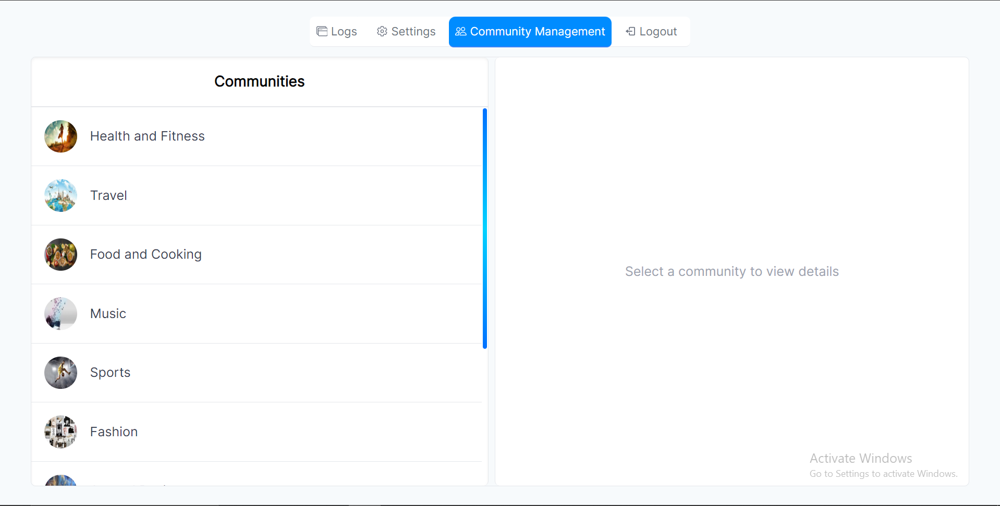 Logs
Settings
Community Management
Logout
Communities
Health and Fitness
Travel
Food and Cooking
Music
Sports
Fashion
Select a community to view details
Activate Windows
Go to Settings to activate Windows.